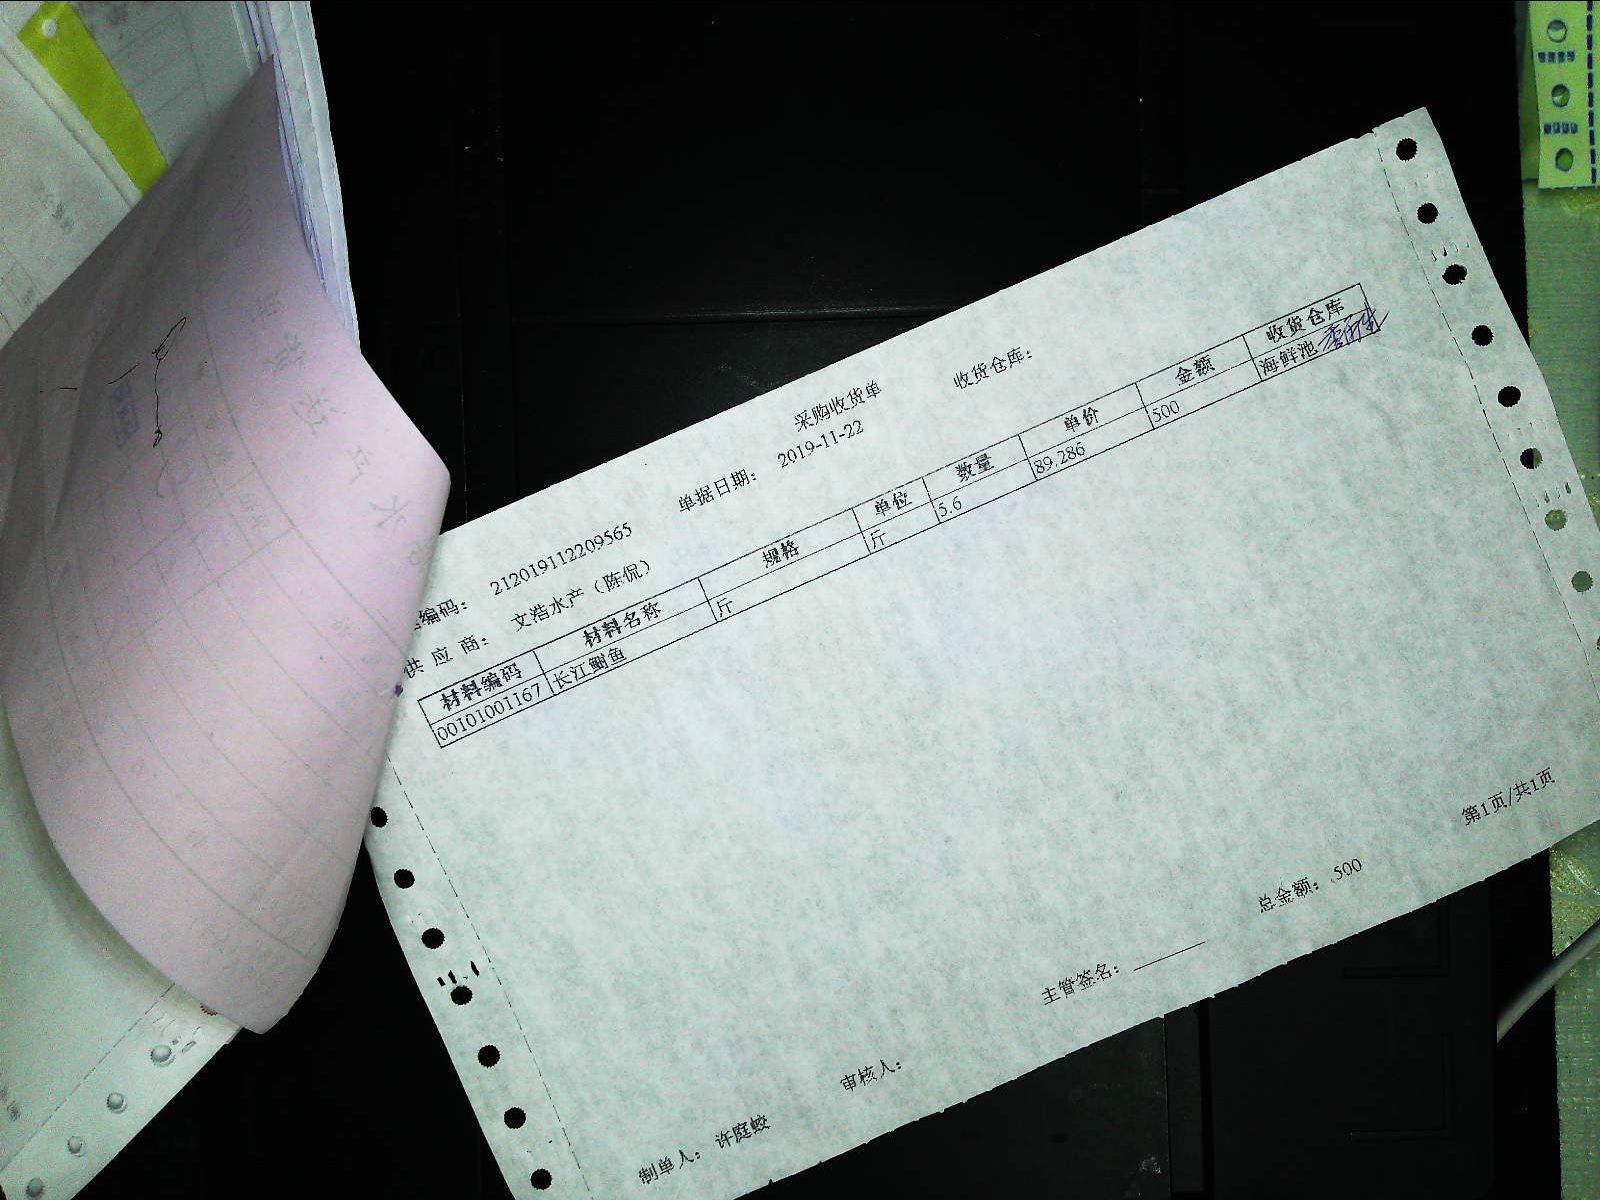 采购收货单
编码： 212019112209565 单据日期： 2019-11-22 收货仓库：
供 应 商： 文浩水产（陈侃）
材料编码 材料名称 规格 单位 数量 单价 金额 收货仓库
00101001167 长江鮰鱼 斤 斤 5.6 89.286 500 海鲜池
总金额： 500 第1页/共1页
制单人： 许庭蛟 审核人： 主管签名：